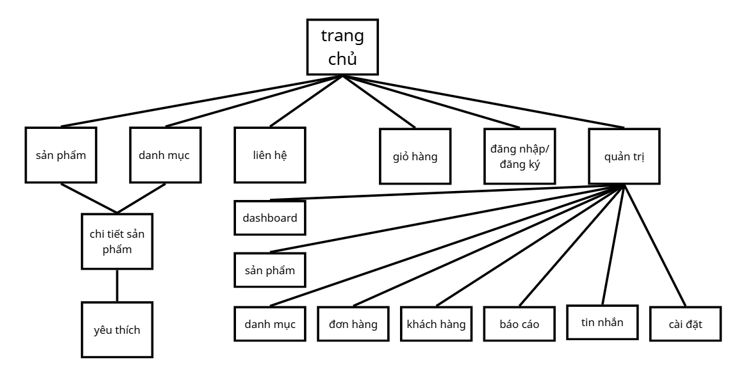 trang
chủ
sản phẩm
danh mục
liên hệ
giỏ hàng
đăng nhập/
đăng ký
quản trị
chi tiết sản
phẩm
yêu thích
dashboard
sản phẩm
danh mục
đơn hàng
khách hàng
báo cáo
tin nhắn
cài đặt